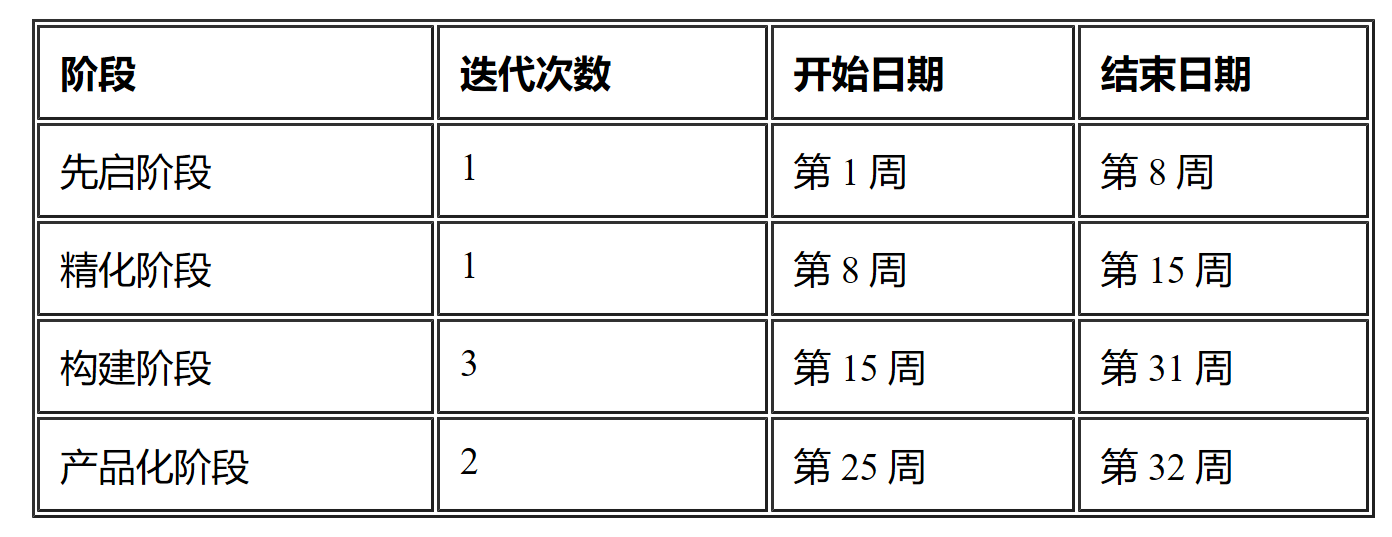 阶段 迭代次数 开始日期 结束日期
先启阶段 1 第 1 周 第 8 周
精化阶段 1 第 8 周 第 15 周
构建阶段 3 第 15 周 第 31 周
产品化阶段 2 第 25 周 第 32 周